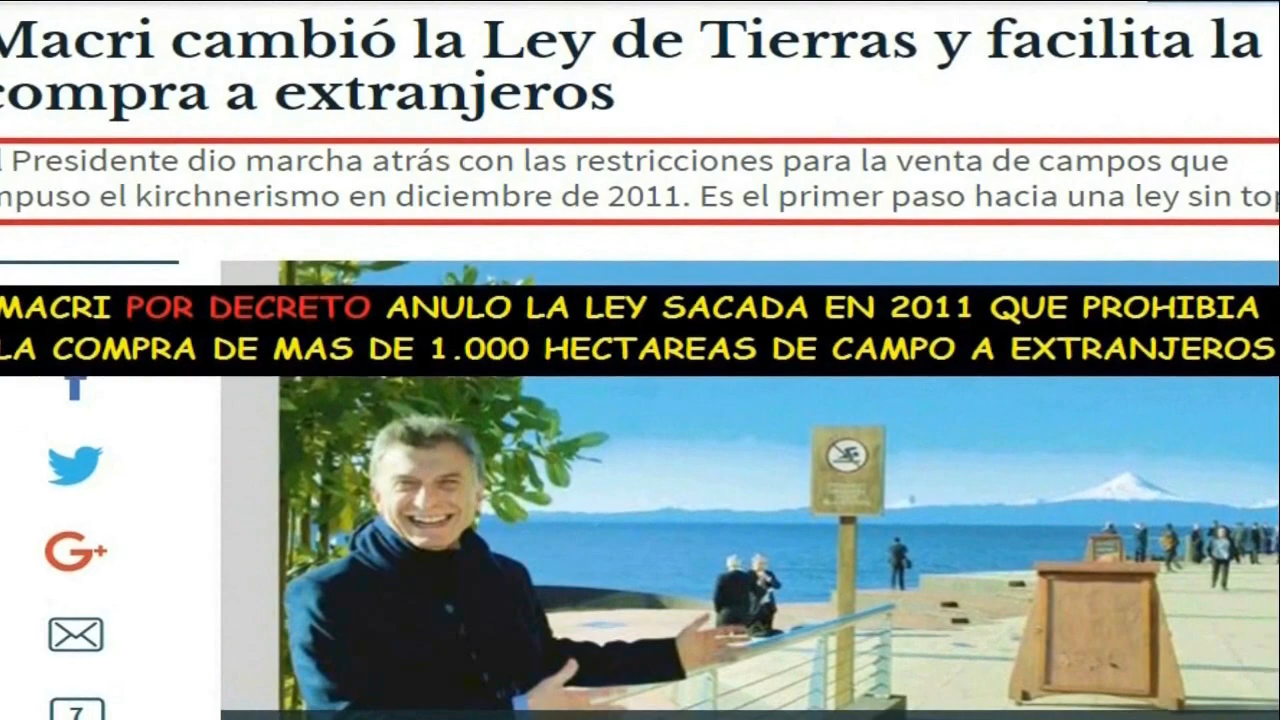 Macri cambió la Ley de Tierras y facilita la
compra a extranjeros
l Presidente dio marcha atrás con las restricciones para la venta de campos que
mpuso el kirchnerismo en diciembre de 2011. Es el primer paso hacia una ley sin top
MACRI POR DECRETO ANULO LA LEY SACADA EN 2011 QUE PROHIBIA
LA COMPRA DE MAS DE 1.000 HECTAREAS DE CAMPO A EXTRANJEROS
G+
7